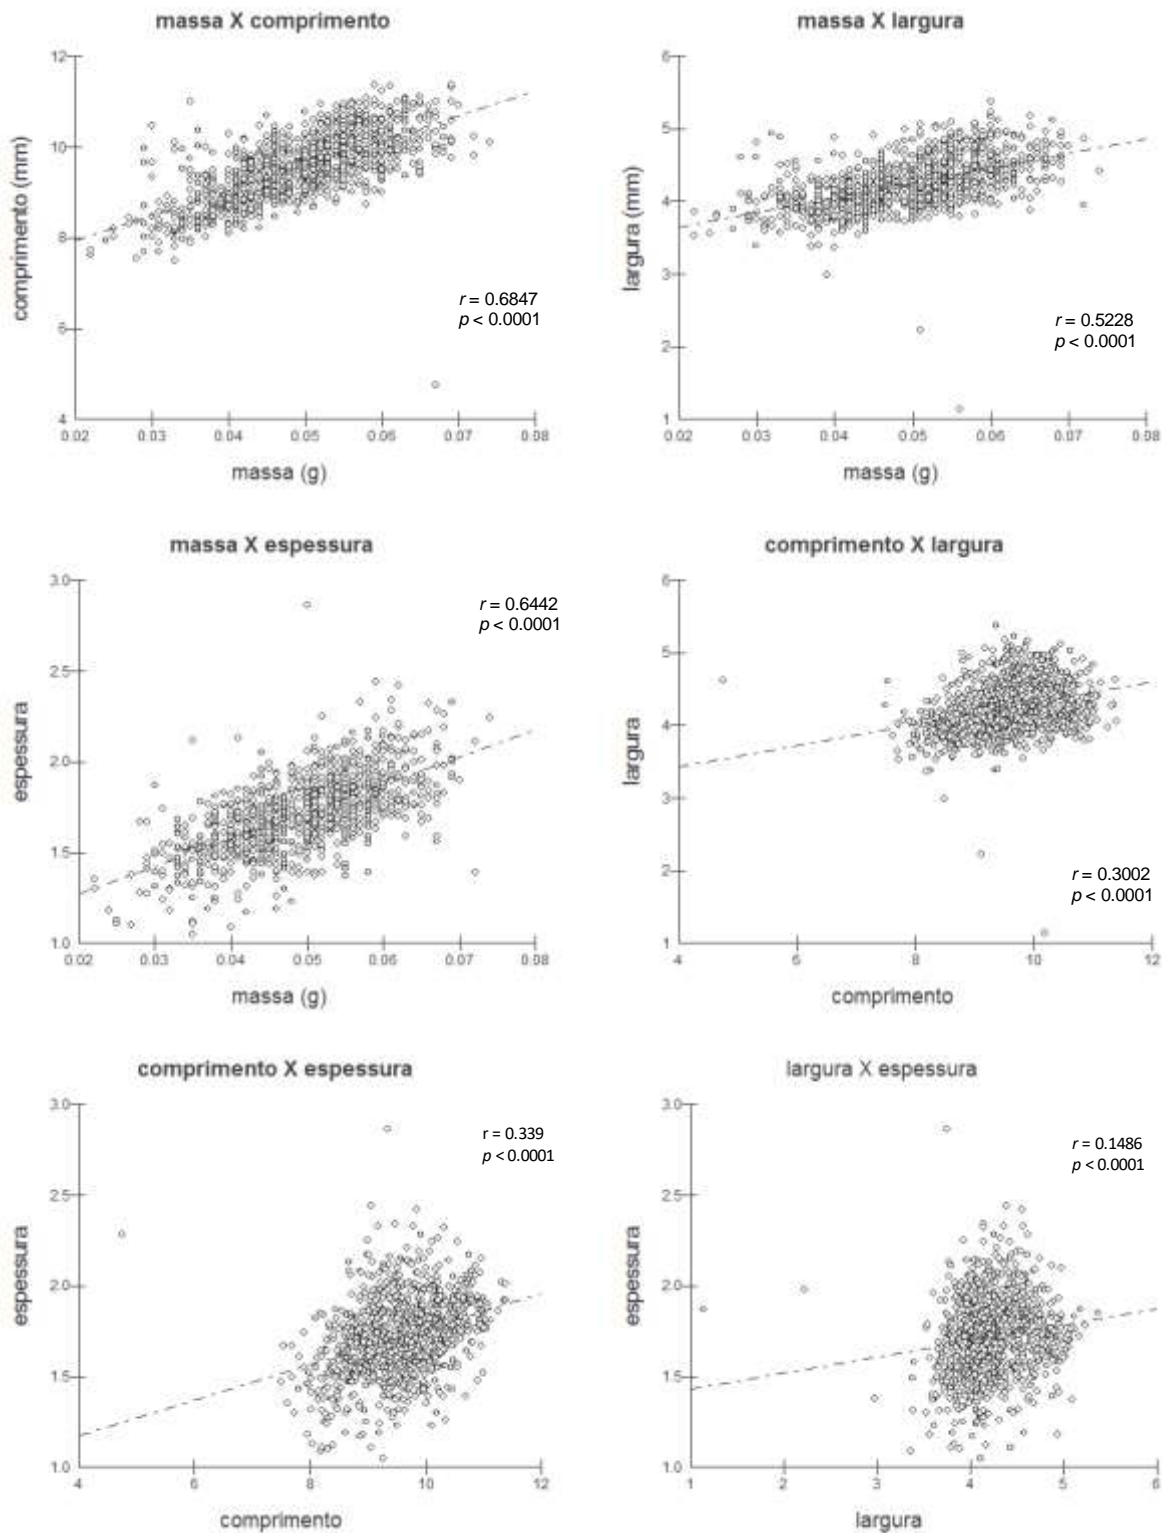 massa X comprimento
12
10
8
6
4
comprimento (mm)
r = 0.6847
p < 0.0001
0.02 0.03 0.04 0.05 0.06 0.07 0.08
massa (g)
massa X largura
6
5
4
3
2
1
largura (mm)
r = 0.5228
p < 0.0001
0.02 0.03 0.04 0.05 0.06 0.07 0.08
massa (g)
massa X espessura
3.0
2.5
2.0
1.5
1.0
espessura
r = 0.6442
p < 0.0001
0.02 0.03 0.04 0.05 0.06 0.07 0.08
massa (g)
comprimento X largura
6
5
4
3
2
1
largura
r = 0.3002
p < 0.0001
4 6 8 10 12
comprimento
comprimento X espessura
3.0
2.5
2.0
1.5
1.0
espessura
r = 0.339
p < 0.0001
4 6 8 10 12
comprimento
largura X espessura
3.0
2.5
2.0
1.5
1.0
espessura
r = 0.1486
p < 0.0001
1 2 3 4 5 6
largura